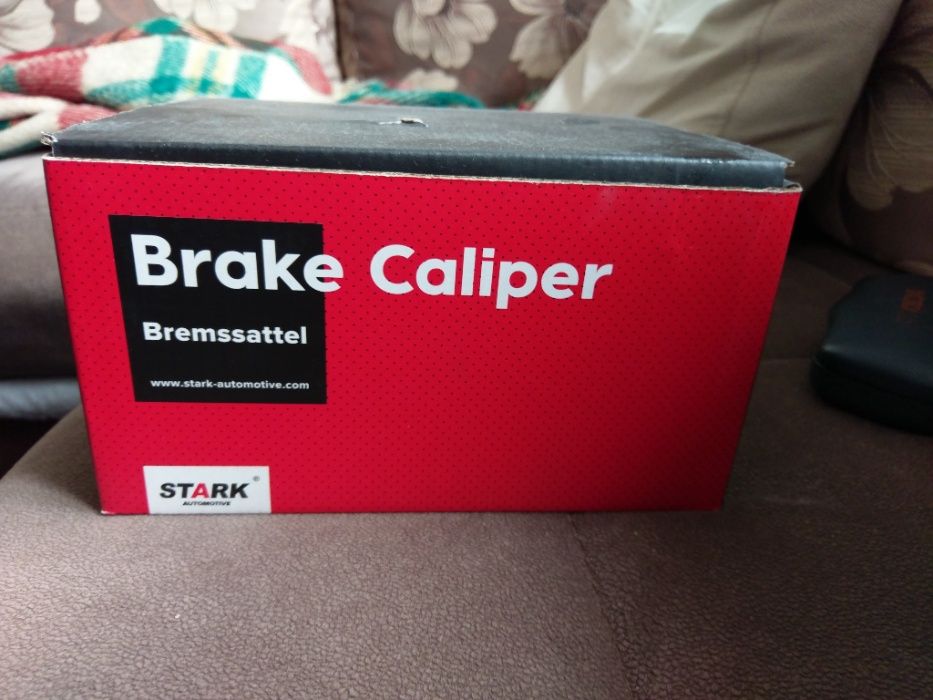 Brake Caliper
Bremssattel
www.stark-automotive.com
STARK®
AUTOMOTIVE